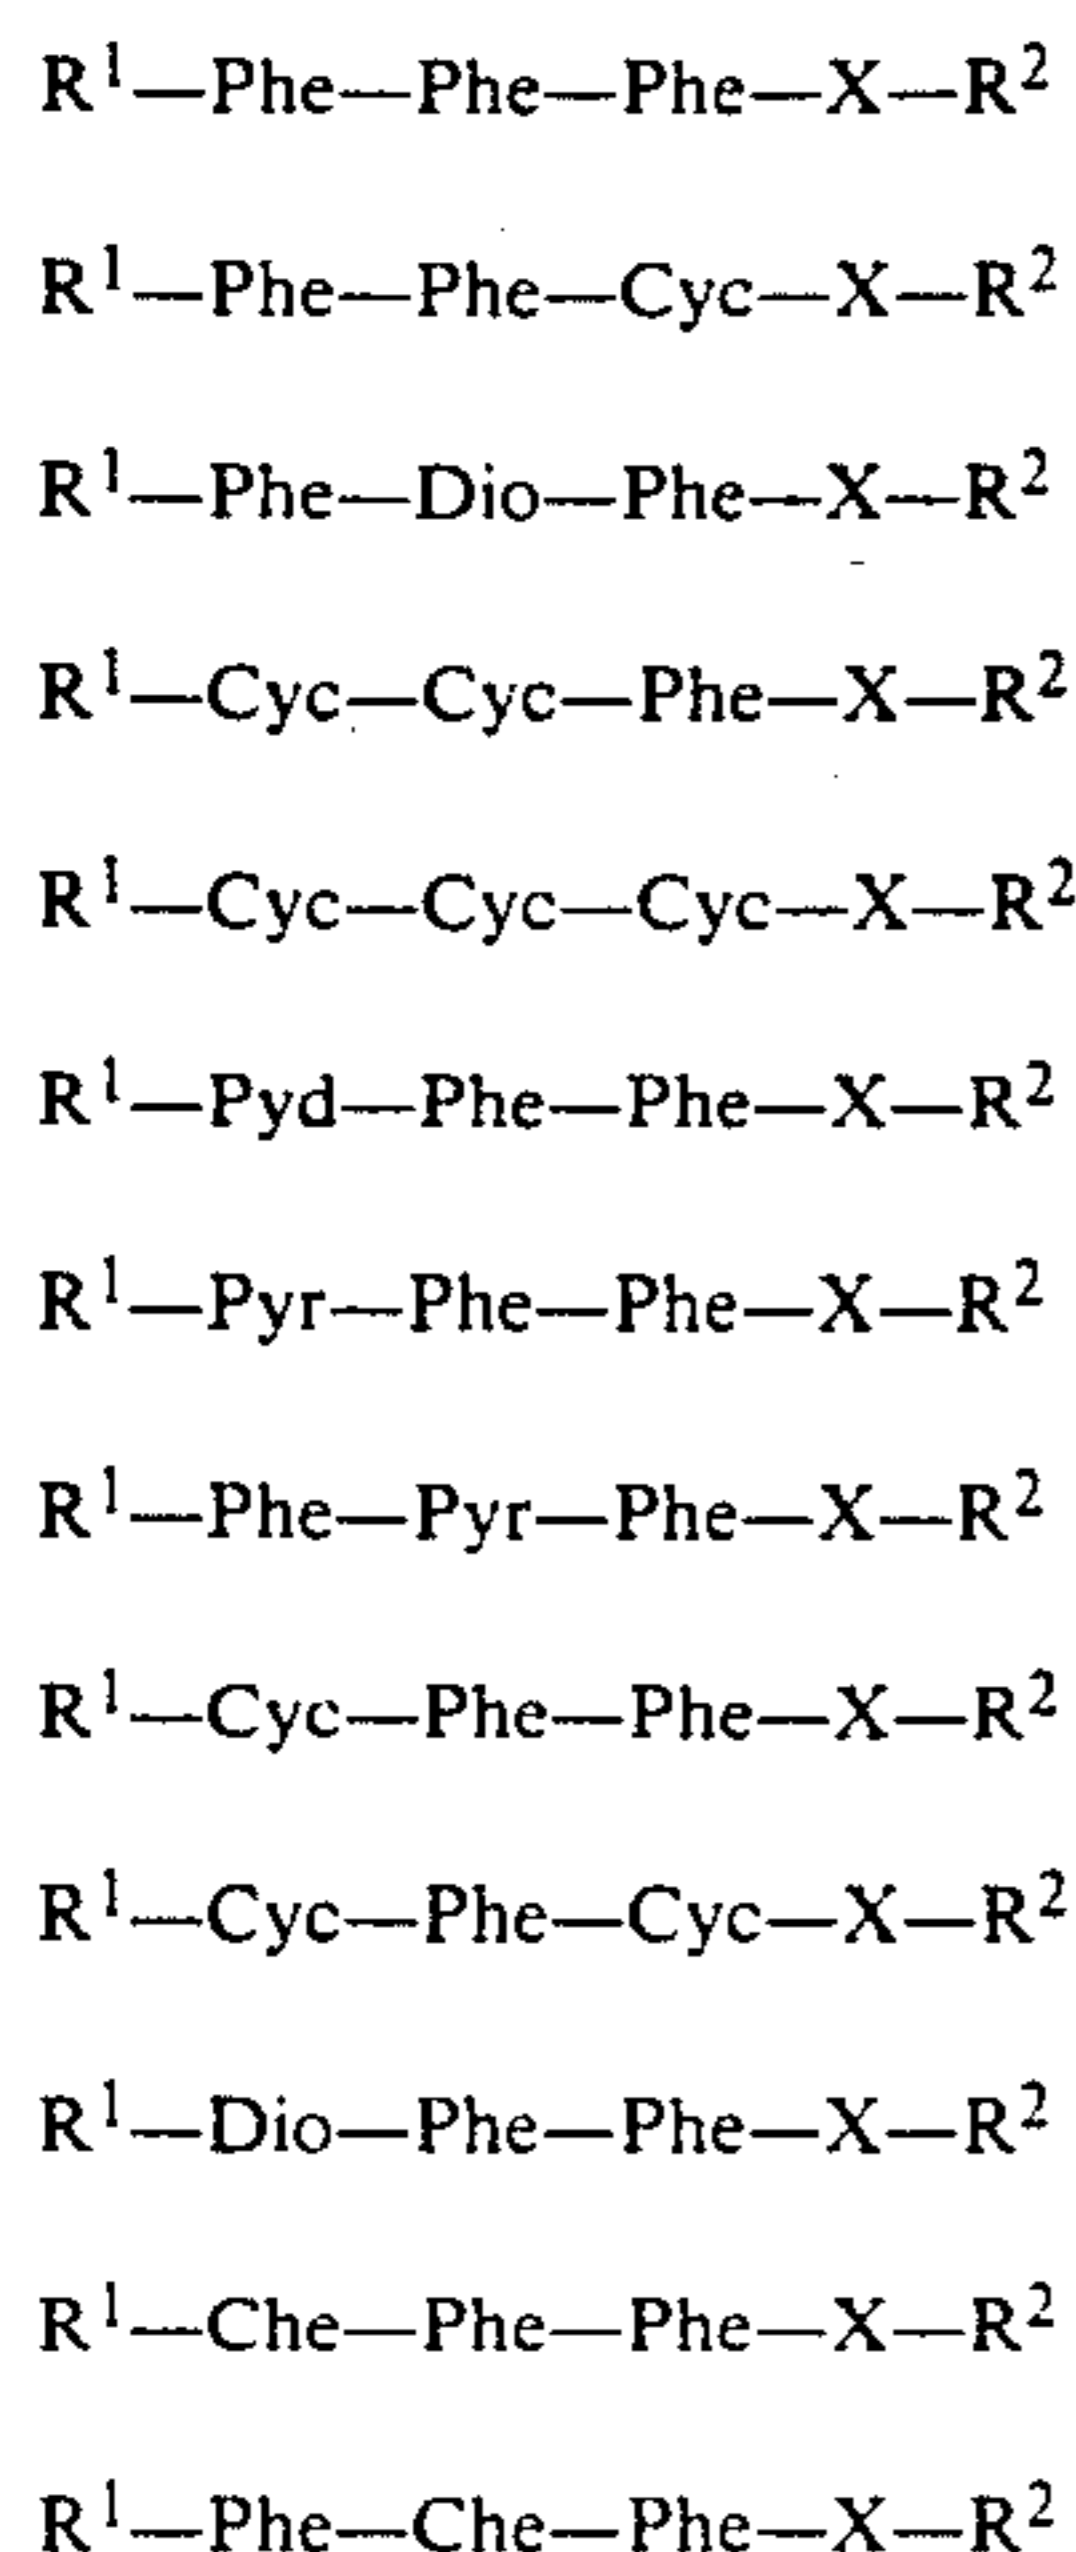 R¹—Phe—Phe—Phe—X—R²
R¹—Phe—Phe—Cyc—X—R²
R¹—Phe—Dio—Phe—X—R²
R¹—Cyc—Cyc—Phe—X—R²
R¹—Cyc—Cyc—Cyc—X—R²
R¹—Pyd—Phe—Phe—X—R²
R¹—Pyr—Phe—Phe—X—R²
R¹—Phe—Pyr—Phe—X—R²
R¹—Cyc—Phe—Phe—X—R²
R¹—Cyc—Phe—Cyc—X—R²
R¹—Dio—Phe—Phe—X—R²
R¹—Che—Phe—Phe—X—R²
R¹—Phe—Che—Phe—X—R²